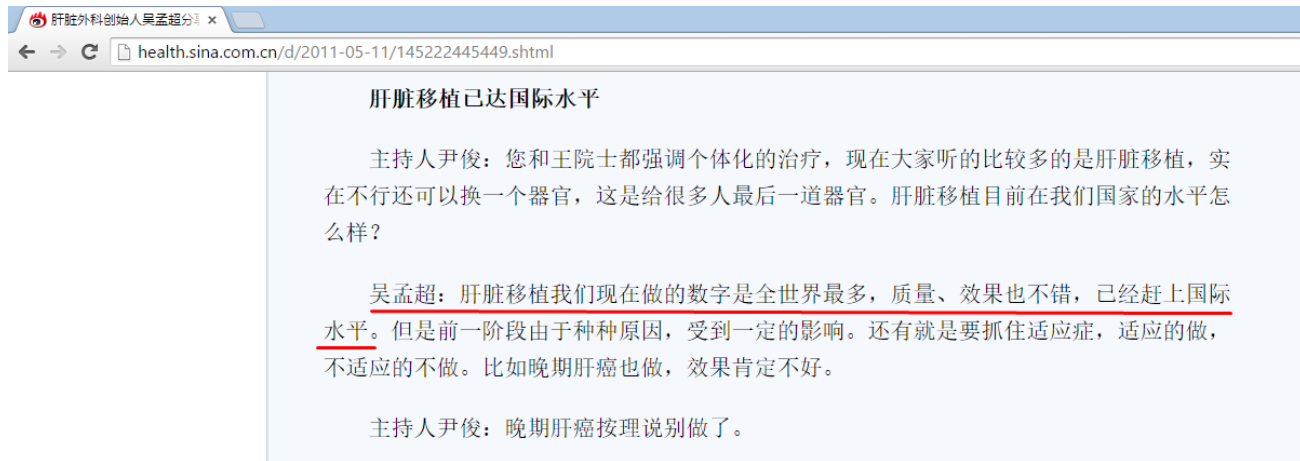 肝脏外科创始人吴孟超分
health.sina.com.cn/d/2011-05-11/145222445449.shtml
肝脏移植已达国际水平
主持人尹俊：您和王院士都强调个体化的治疗，现在大家听的比较多的是肝脏移植，实
在不行还可以换一个器官，这是给很多人最后一道器官。肝脏移植目前在我们国家的水平怎
么样？
吴孟超：肝脏移植我们现在做的数字是全世界最多，质量、效果也不错，已经赶上国际
水平。但是前一阶段由于种种原因，受到一定的影响。还有就是要抓住适应症，适应的做，
不适应的不做。比如晚期肝癌也做，效果肯定不好。
主持人尹俊：晚期肝癌按理说别做了。